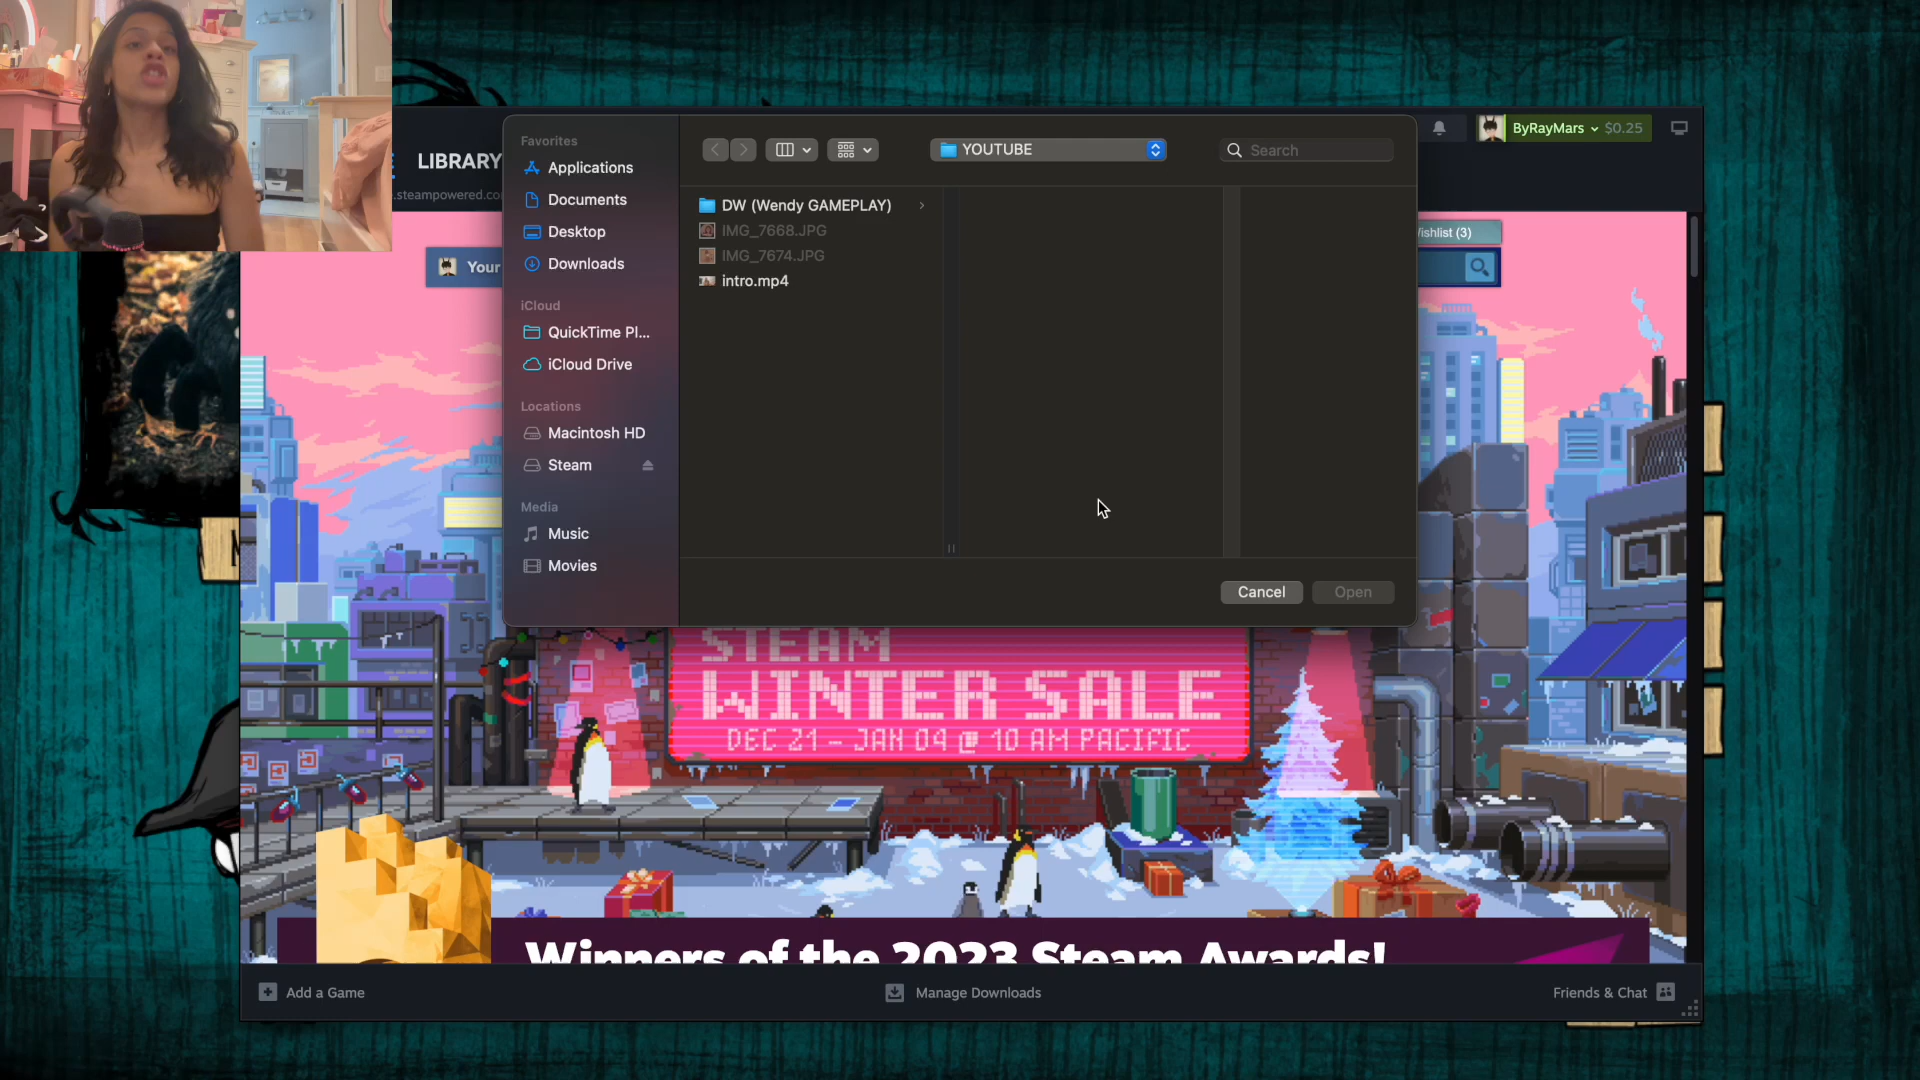 LIBRARY
ByRayMars
$0.25
.steampowered.co
Your
ishlist (3)
Favorites
Applications
Documents
Desktop
Downloads
iCloud
QuickTime Pl...
iCloud Drive
Locations
Macintosh HD
Steam
Media
Music
Movies
YOUTUBE
Search
DW (Wendy GAMEPLAY)
IMG_7668.JPG
IMG_7674.JPG
intro.mp4
Cancel
Open
STEAM
WINTER SALE
DEC 21 - JAN 04 @ 10 AM PACIFIC
Winners of the 2023 Steam Awards!
Add a Game
Manage Downloads
Friends & Chat